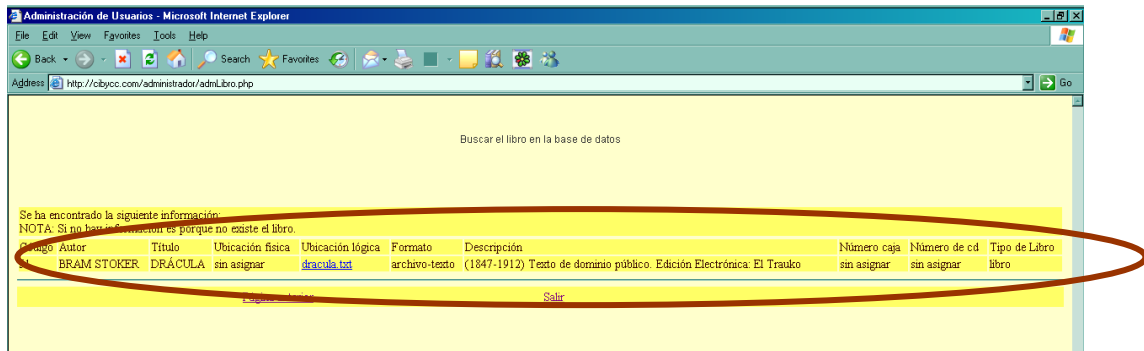 Administración de Usuarios - Microsoft Internet Explorer
File Edit View Favorites Tools Help
Back Search Favorites
Address http://cibycc.com/administrador/admLibro.php Go
Buscar el libro en la base de datos
Se ha encontrado la siguiente información:
NOTA: Si no hay información es porque no existe el libro.
Código Autor Título Ubicación física Ubicación lógica Formato Descripción Número caja Número de cd Tipo de Libro
BRAM STOKER DRÁCULA sin asignar dracula.txt archivo-texto (1847-1912) Texto de dominio público. Edición Electrónica: El Trauko sin asignar sin asignar libro
Página anterior Salir